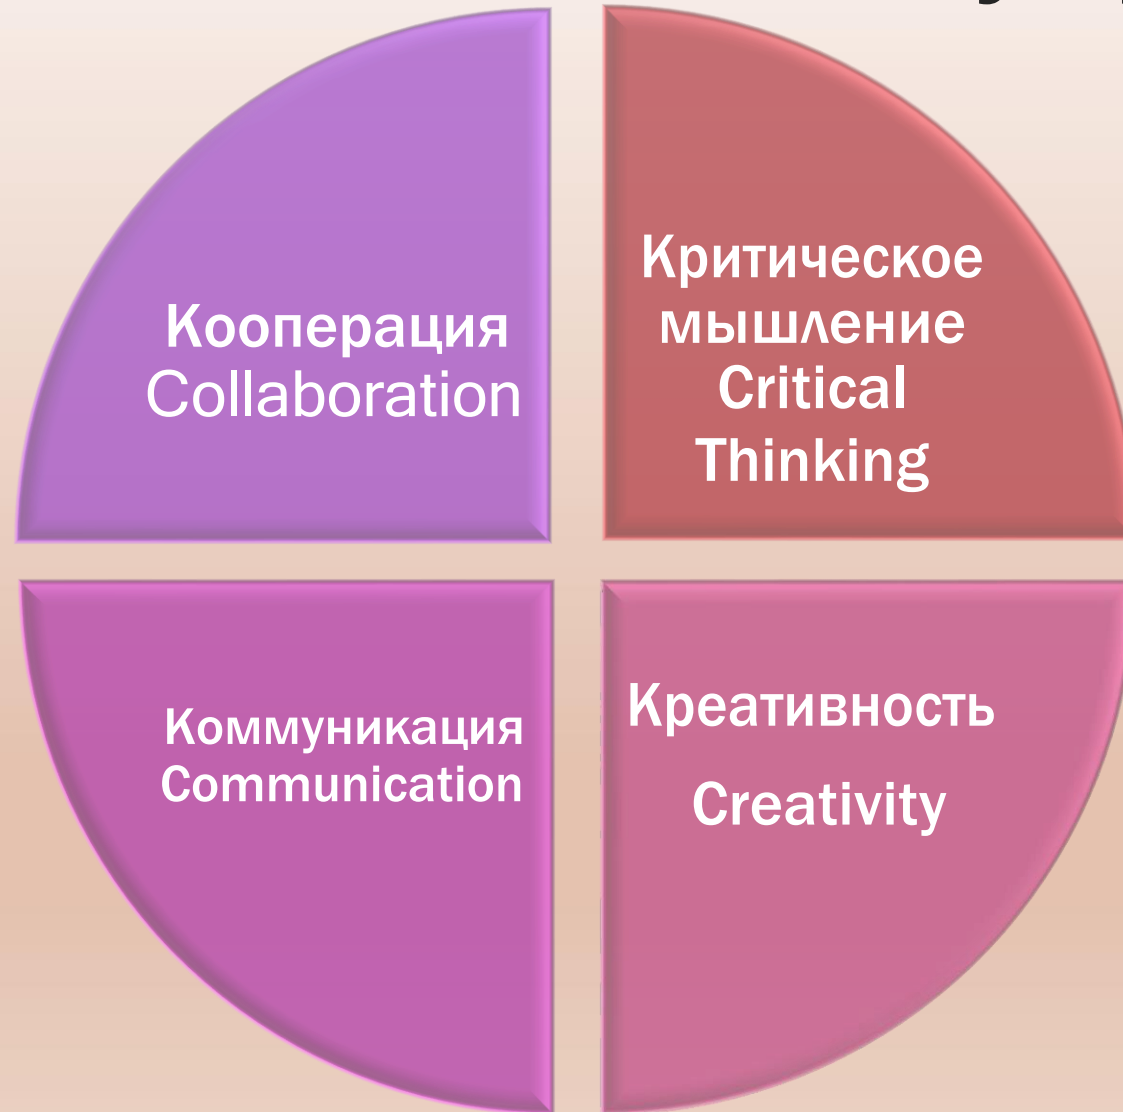 Кооперация
Collaboration
Критическое
мышление
Critical
Thinking
Коммуникация
Communication
Креативность
Creativity